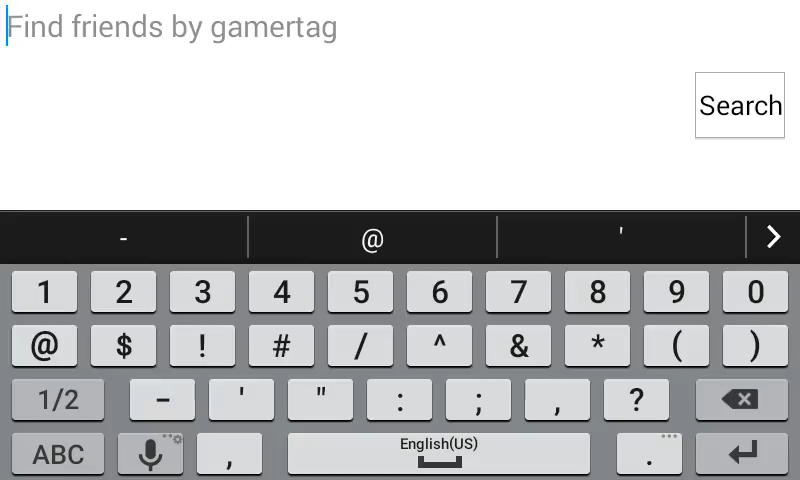 Find friends by gamertag
Search
- @ '
1 2 3 4 5 6 7 8 9 0
@ $ ! # / ^ & * ( )
1/2 - ' " : ; , ?
English(US)
ABC , .